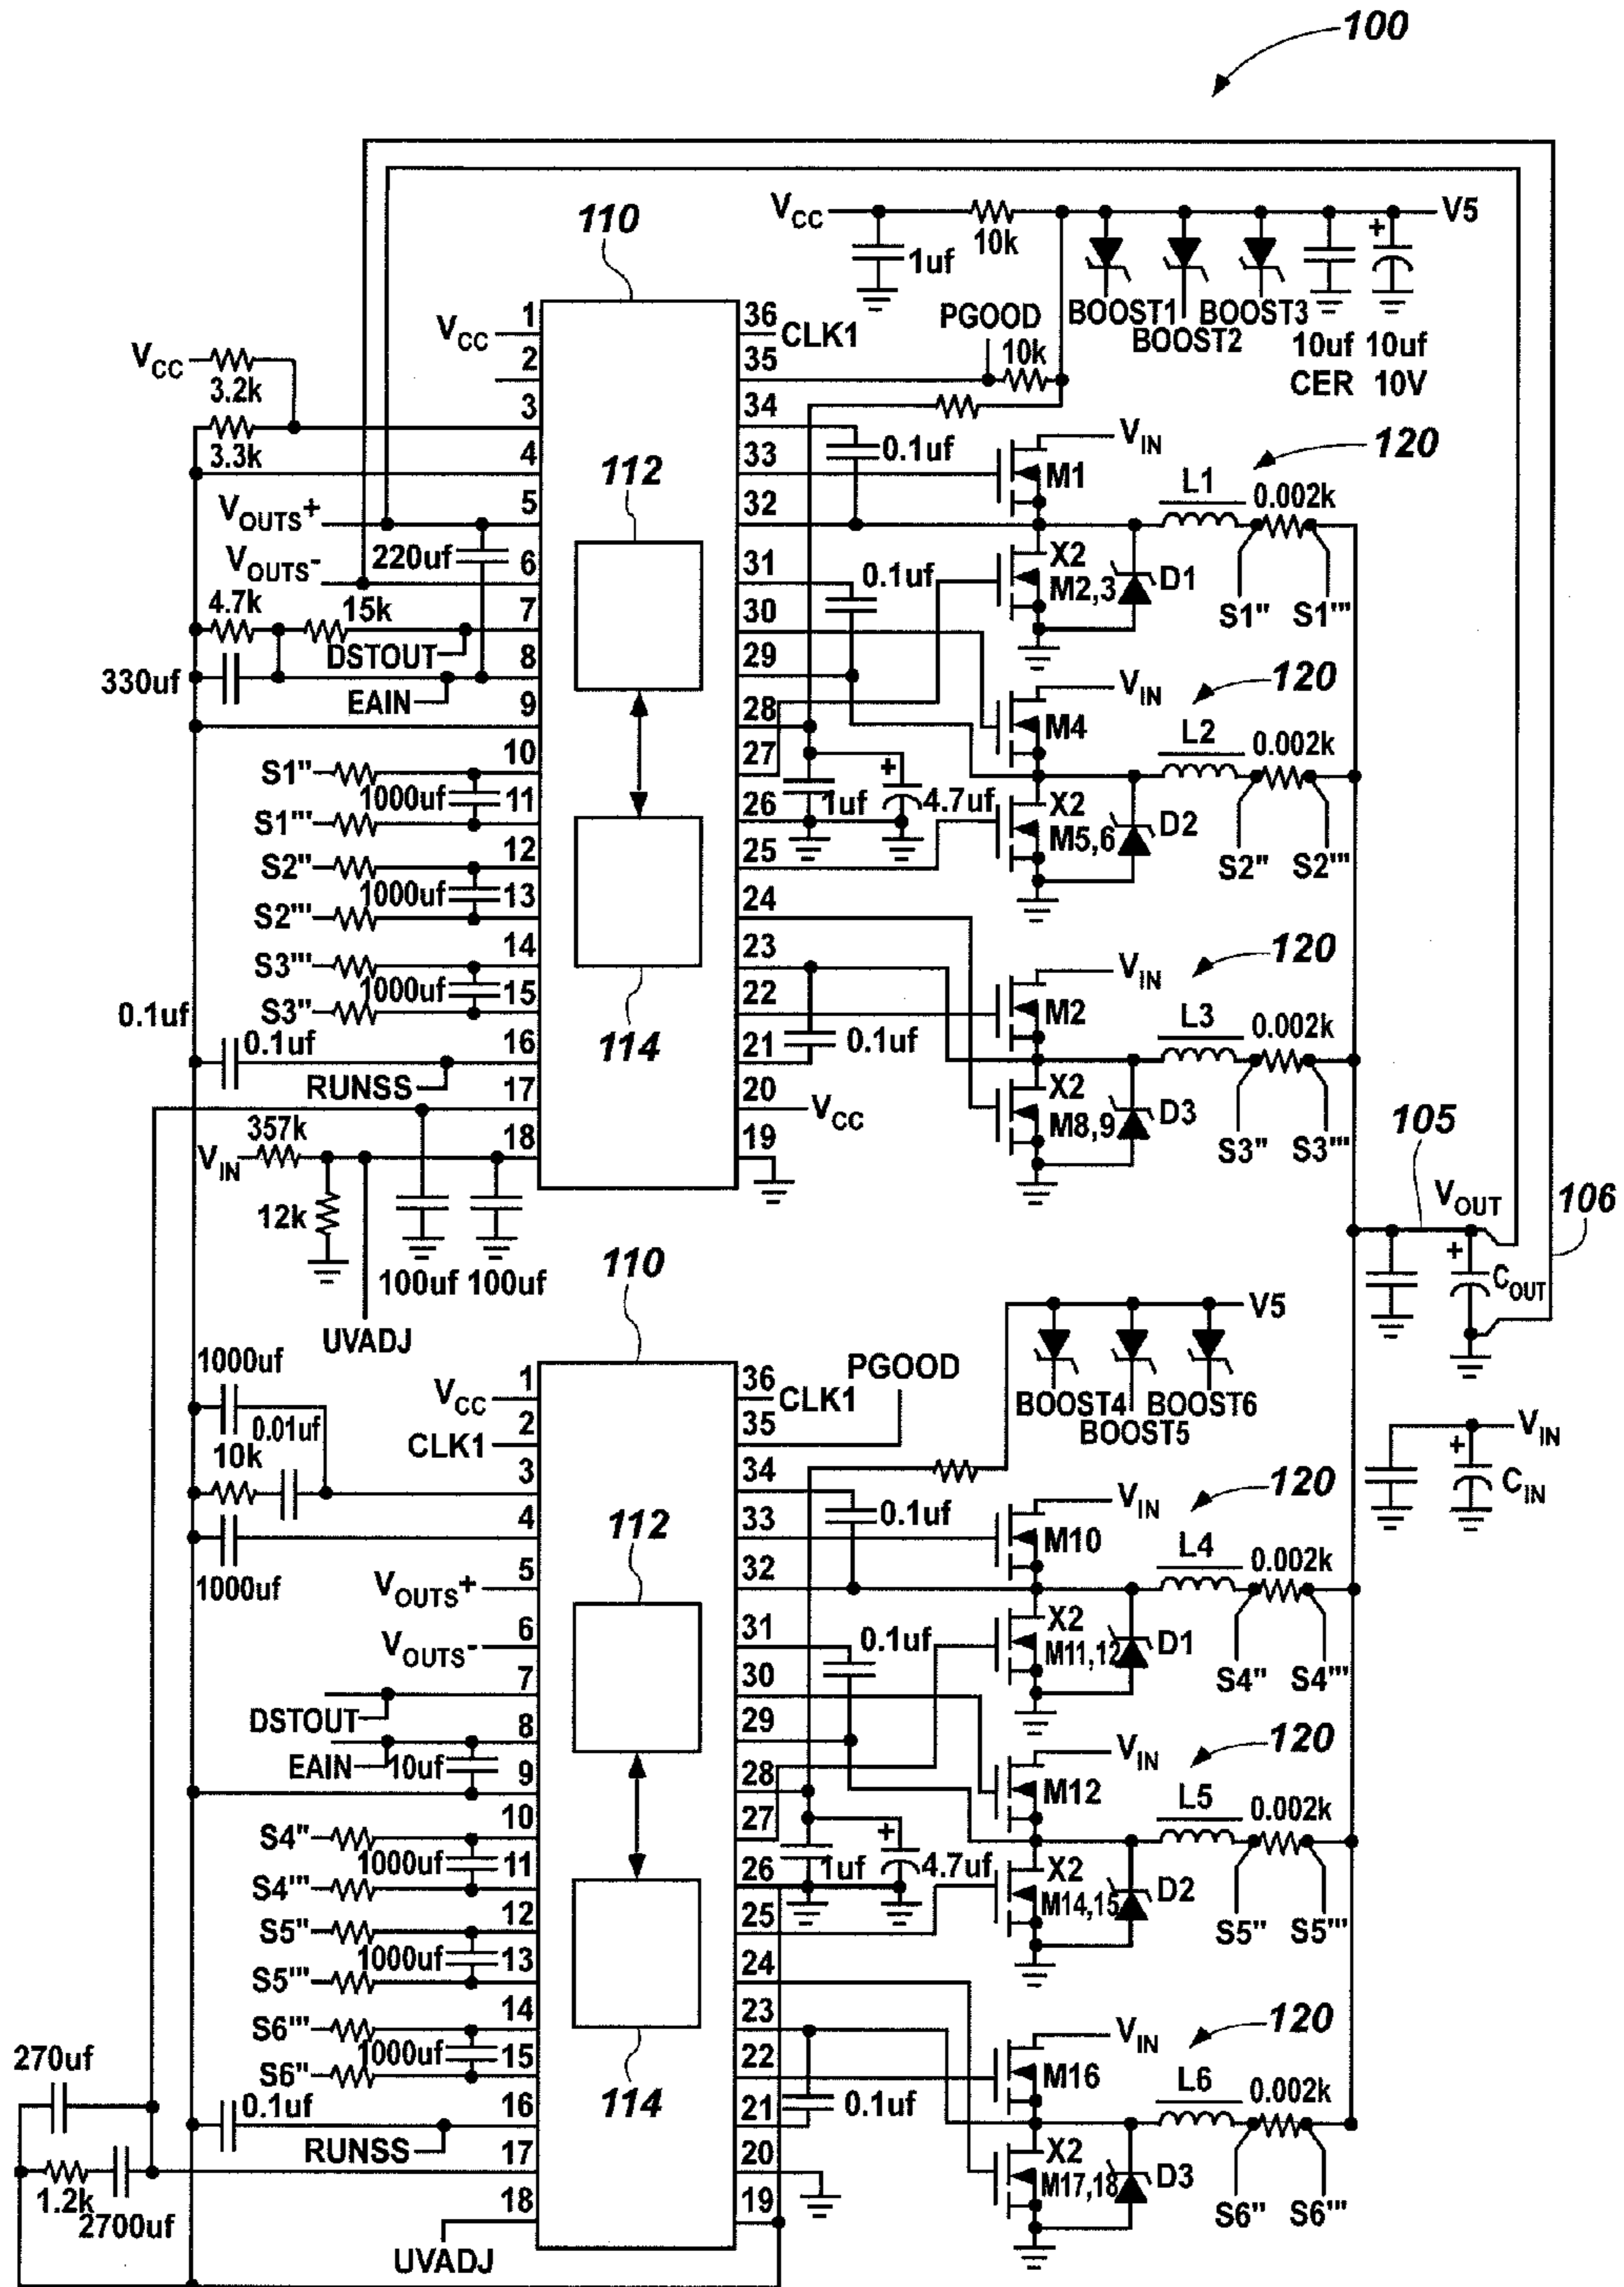 100
110
VCC
10k
V5
1uf
BOOST1
BOOST2
BOOST3
10uf 10uf
CER 10V
PGOOD
10k
VCC
1
2
3
4
5
6
7
8
9
10
11
12
13
14
15
16
17
18
36
35
34
33
32
31
30
29
28
27
26
25
24
23
22
21
20
19
CLK1
VCC
3.2k
3.3k
VOUTS+
VOUTS-
220uf
4.7k
15k
DSTOUT
330uf
EAIN
S1"
1000uf
S1'"
S2"
1000uf
S2'"
S3'"
1000uf
S3"
0.1uf
0.1uf
RUNSS
357k
VIN
12k
100uf 100uf
UVADJ
112
114
0.1uf
0.1uf
1uf
4.7uf
0.1uf
VCC
VIN
M1
120
L1
0.002k
X2
M2,3
D1
S1" S1'"
VIN
M4
120
L2
0.002k
X2
M5,6
D2
S2" S2'"
VIN
M2
120
L3
0.002k
X2
M8,9
D3
S3" S3'"
105
VOUT
106
+
COUT
110
V5
BOOST4
BOOST5
BOOST6
VIN
+
CIN
PGOOD
CLK1
1000uf
0.01uf
10k
1000uf
VCC
CLK1
VOUTS+
VOUTS-
DSTOUT
EAIN
10uf
S4"
1000uf
S4'"
S5"
1000uf
S5'"
S6'"
1000uf
S6"
270uf
0.1uf
RUNSS
1.2k
2700uf
UVADJ
1
2
3
4
5
6
7
8
9
10
11
12
13
14
15
16
17
18
36
35
34
33
32
31
30
29
28
27
26
25
24
23
22
21
20
19
112
114
0.1uf
0.1uf
1uf
4.7uf
0.1uf
VIN
M10
120
L4
0.002k
X2
M11,12
D1
S4" S4'"
VIN
M12
120
L5
0.002k
X2
M14,15
D2
S5" S5'"
VIN
M16
120
L6
0.002k
X2
M17,18
D3
S6" S6'"